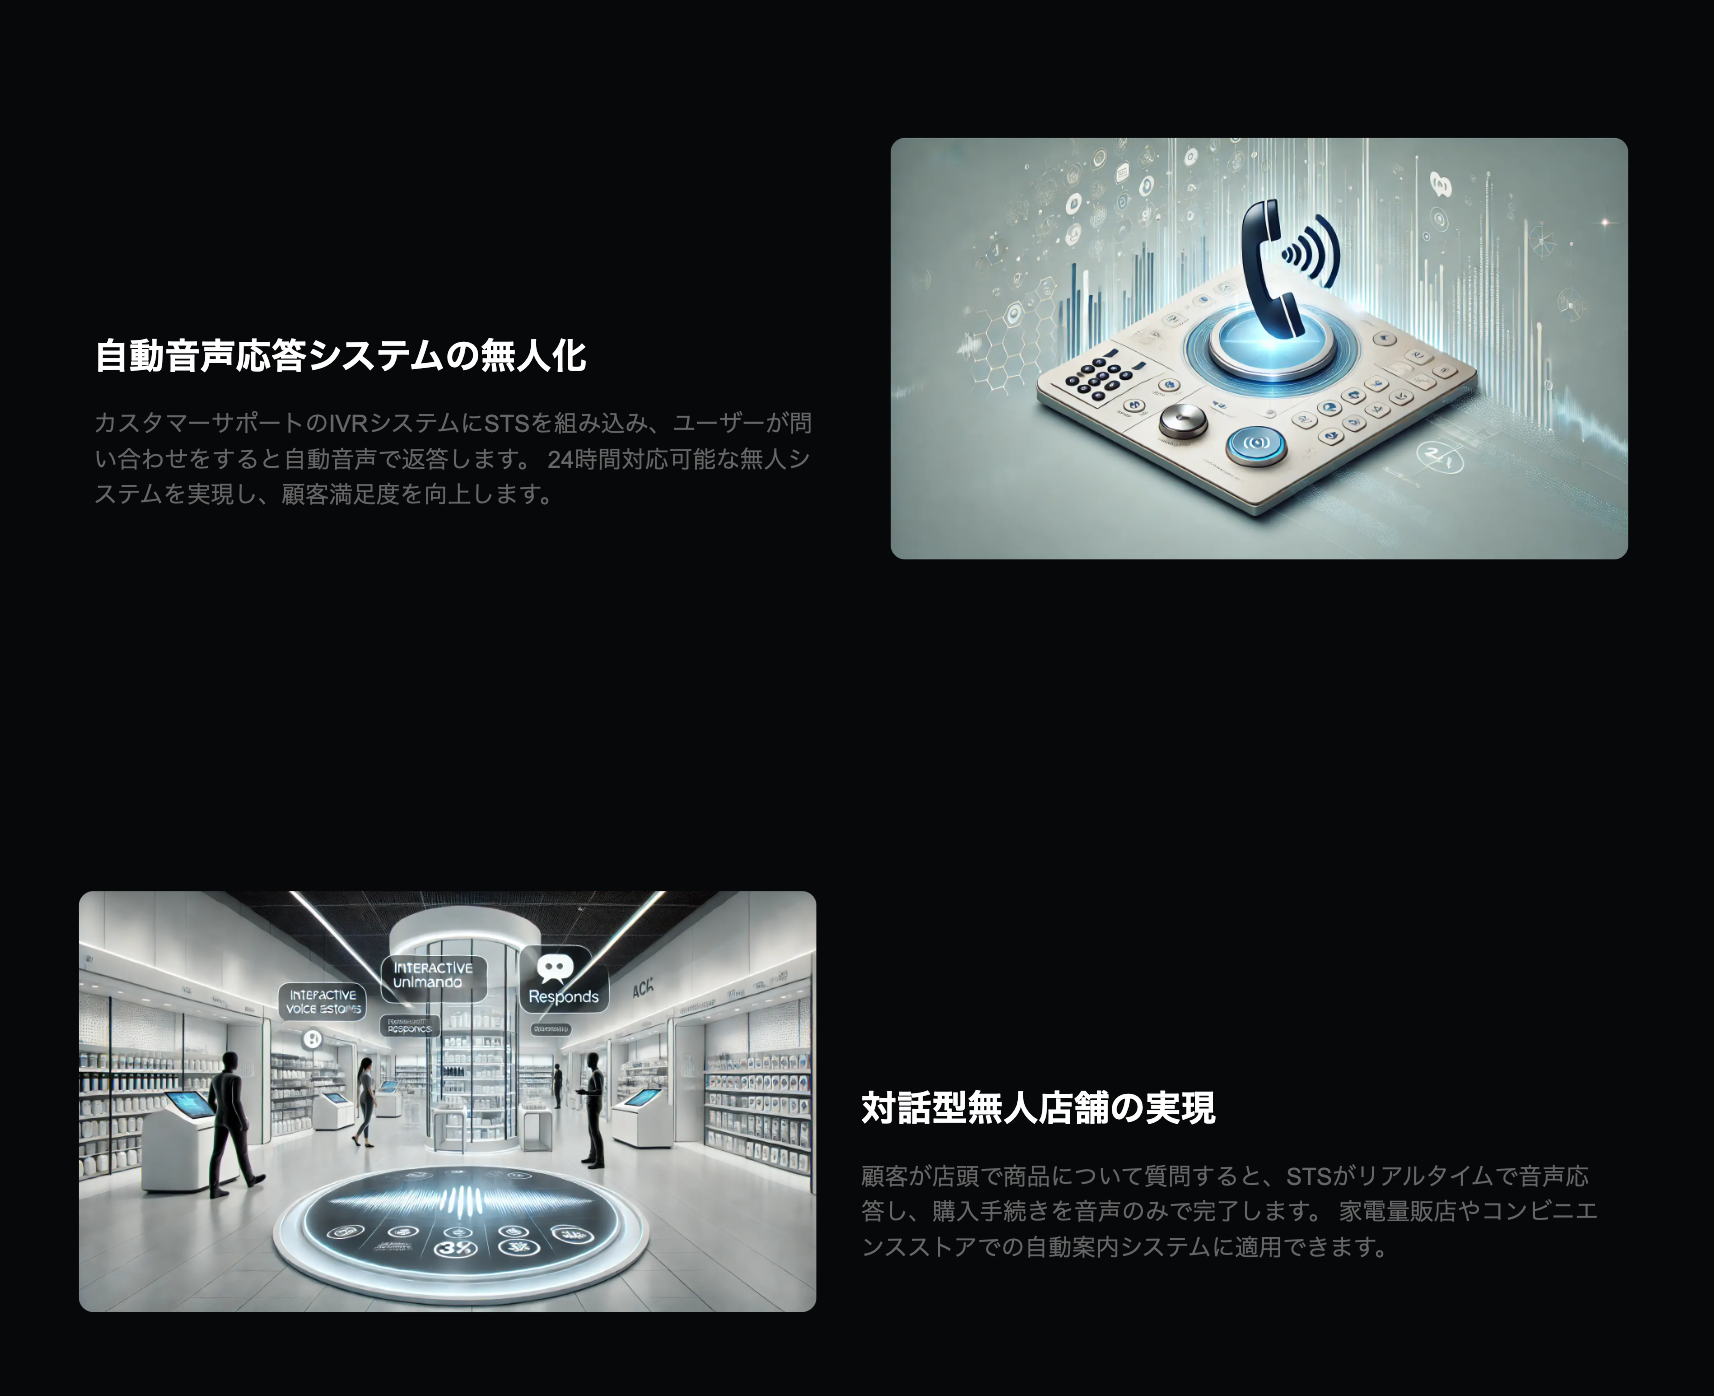 自動音声応答システムの無人化
カスタマーサポートのIVRシステムにSTSを組み込み、ユーザーが問
い合わせをすると自動音声で返答します。 24時間対応可能な無人シ
ステムを実現し、顧客満足度を向上します。
INTERACTIVE
unimando
Responds
ACK
3%
対話型無人店舗の実現
顧客が店頭で商品について質問すると、STSがリアルタイムで音声応
答し、購入手続きを音声のみで完了します。 家電量販店やコンビニエ
ンスストアでの自動案内システムに適用できます。